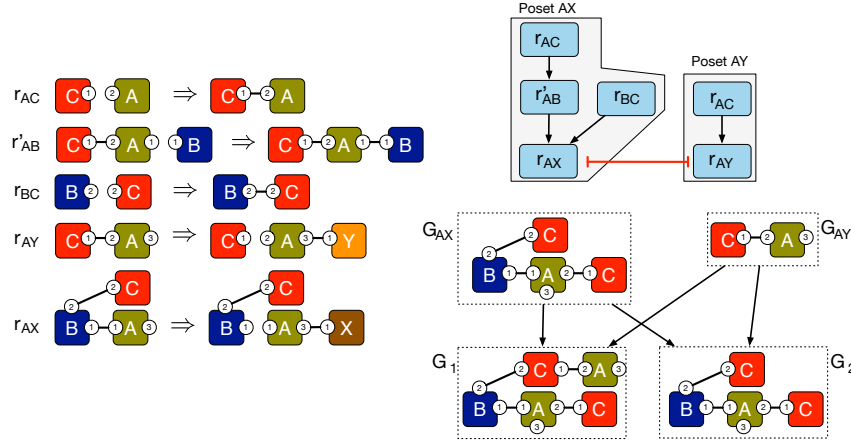 r_AC C 1 2 A ⇒ C 1 2 A
r'_AB C 1 2 A 1 1 B ⇒ C 1 2 A 1 1 B
r_BC B 2 2 C ⇒ B 2 2 C
r_AY C 1 2 A 3 ⇒ C 1 2 A 3 1 Y
2 C 2 C
2 2
r_AX B 1 1 A 3 ⇒ B 1 1 A 3 1 X
Poset AX
r_AC
r'_AB r_BC
r_AX
Poset AY
r_AC
r_AY
G_AX
2 C
2
B 1 1 A 2 1 C
3
C 1 2 A 3 G_AY
G_1
2 C 1 2 A 3
2
B 1 1 A 2 1 C
3
G_2
2 C
2
B 1 1 A 2 1 C
3